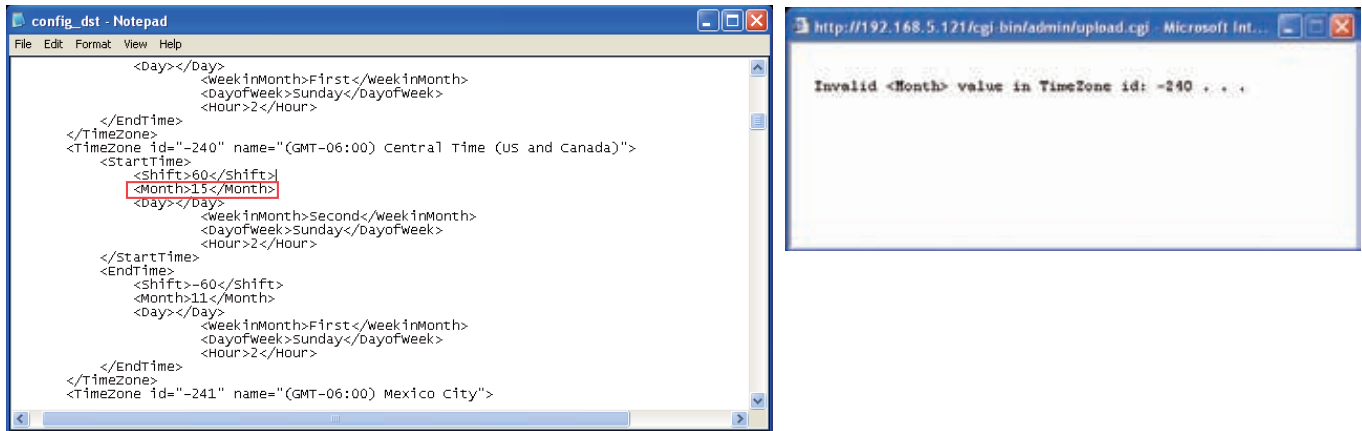 config_dst - Notepad
File Edit Format View Help
<Day></Day>
<WeekinMonth>First</WeekinMonth>
<DayofWeek>Sunday</DayofWeek>
<Hour>2</Hour>
</EndTime>
</TimeZone>
<TimeZone id="-240" name="(GMT-06:00) Central Time (US and Canada)">
<StartTime>
<Shift>60</Shift>
<Month>15</Month>
<Day></Day>
<WeekinMonth>Second</WeekinMonth>
<DayofWeek>Sunday</DayofWeek>
<Hour>2</Hour>
</StartTime>
<EndTime>
<Shift>-60</Shift>
<Month>11</Month>
<Day></Day>
<WeekinMonth>First</WeekinMonth>
<DayofWeek>Sunday</DayofWeek>
<Hour>2</Hour>
</EndTime>
</TimeZone>
<TimeZone id="-241" name="(GMT-06:00) Mexico City">
http://192.168.5.121/cgi-bin/admin/upload.cgi - Microsoft Int...
Invalid <Month> value in TimeZone id: -240 . . .